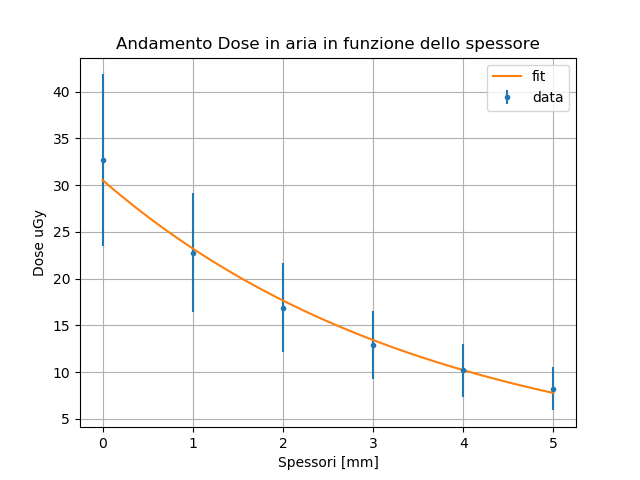 Andamento Dose in aria in funzione dello spessore
fit
data
40
35
30
25
20
15
10
5
Dose uGy
0 1 2 3 4 5
Spessori [mm]